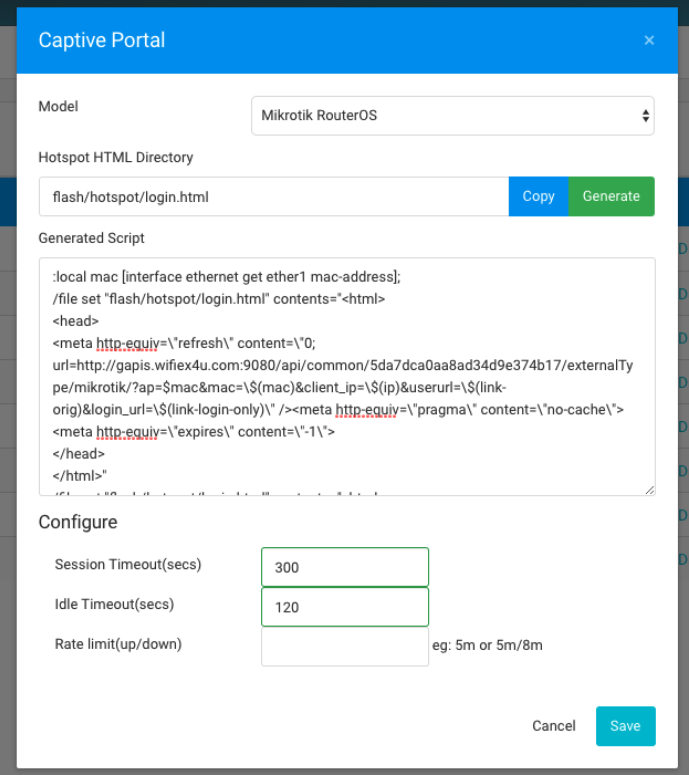 Captive Portal ×
Model
Mikrotik RouterOS
Hotspot HTML Directory
flash/hotspot/login.html Copy Generate
Generated Script
:local mac [interface ethernet get ether1 mac-address];
/file set "flash/hotspot/login.html" contents="<html>
<head>
<meta http-equiv=\"refresh\" content=\"0;
url=http://gapis.wifiex4u.com:9080/api/common/5da7dca0aa8ad34d9e374b17/externalTy
pe/mikrotik/?ap=$mac&mac=\$(mac)&client_ip=\$(ip)&userurl=\$(link-
orig)&login_url=\$(link-login-only)\" /><meta http-equiv=\"pragma\" content=\"no-cache\">
<meta http-equiv=\"expires\" content=\"-1\">
</head>
</html>"
Configure
Session Timeout(secs) 300
Idle Timeout(secs) 120
Rate limit(up/down) eg: 5m or 5m/8m
Cancel Save